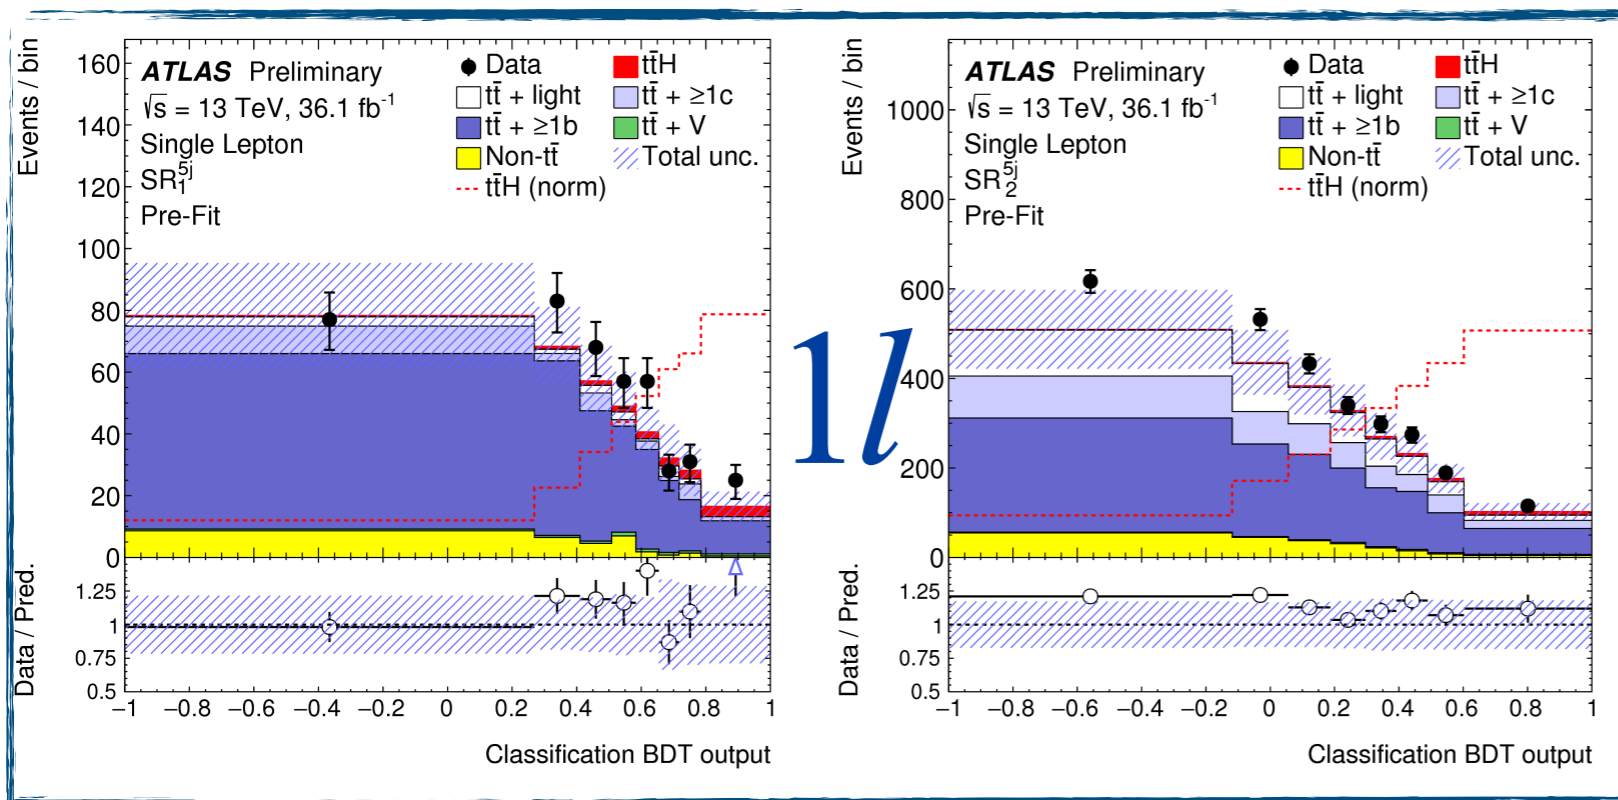 ATLAS Preliminary
√s = 13 TeV, 36.1 fb⁻¹
Single Lepton
SR₁⁵ʲ
Pre-Fit
Data
tt̄H
tt̄ + light
tt̄ + ≥1c
tt̄ + ≥1b
tt̄ + V
Non-tt̄
Total unc.
tt̄H (norm)
Events / bin
160
140
120
100
80
60
40
20
0
Data / Pred.
1.25
1
0.75
0.5
−1 −0.8 −0.6 −0.4 −0.2 0 0.2 0.4 0.6 0.8 1
Classification BDT output
1l
ATLAS Preliminary
√s = 13 TeV, 36.1 fb⁻¹
Single Lepton
SR₂⁵ʲ
Pre-Fit
Data
tt̄H
tt̄ + light
tt̄ + ≥1c
tt̄ + ≥1b
tt̄ + V
Non-tt̄
Total unc.
tt̄H (norm)
Events / bin
1000
800
600
400
200
0
Data / Pred.
1.25
1
0.75
0.5
−1 −0.8 −0.6 −0.4 −0.2 0 0.2 0.4 0.6 0.8 1
Classification BDT output